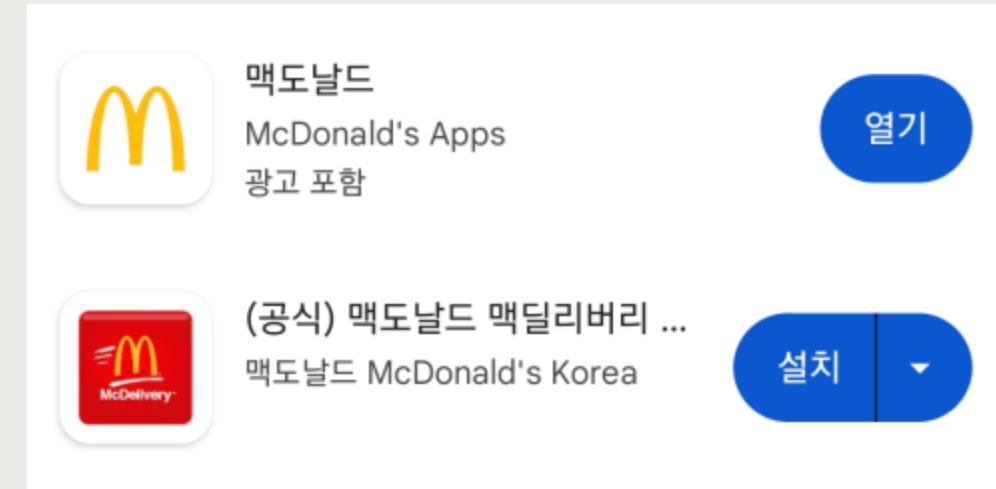 맥도날드
McDonald's Apps
광고 포함
열기
(공식) 맥도날드 맥딜리버리 ...
맥도날드 McDonald's Korea
설치
McDelivery